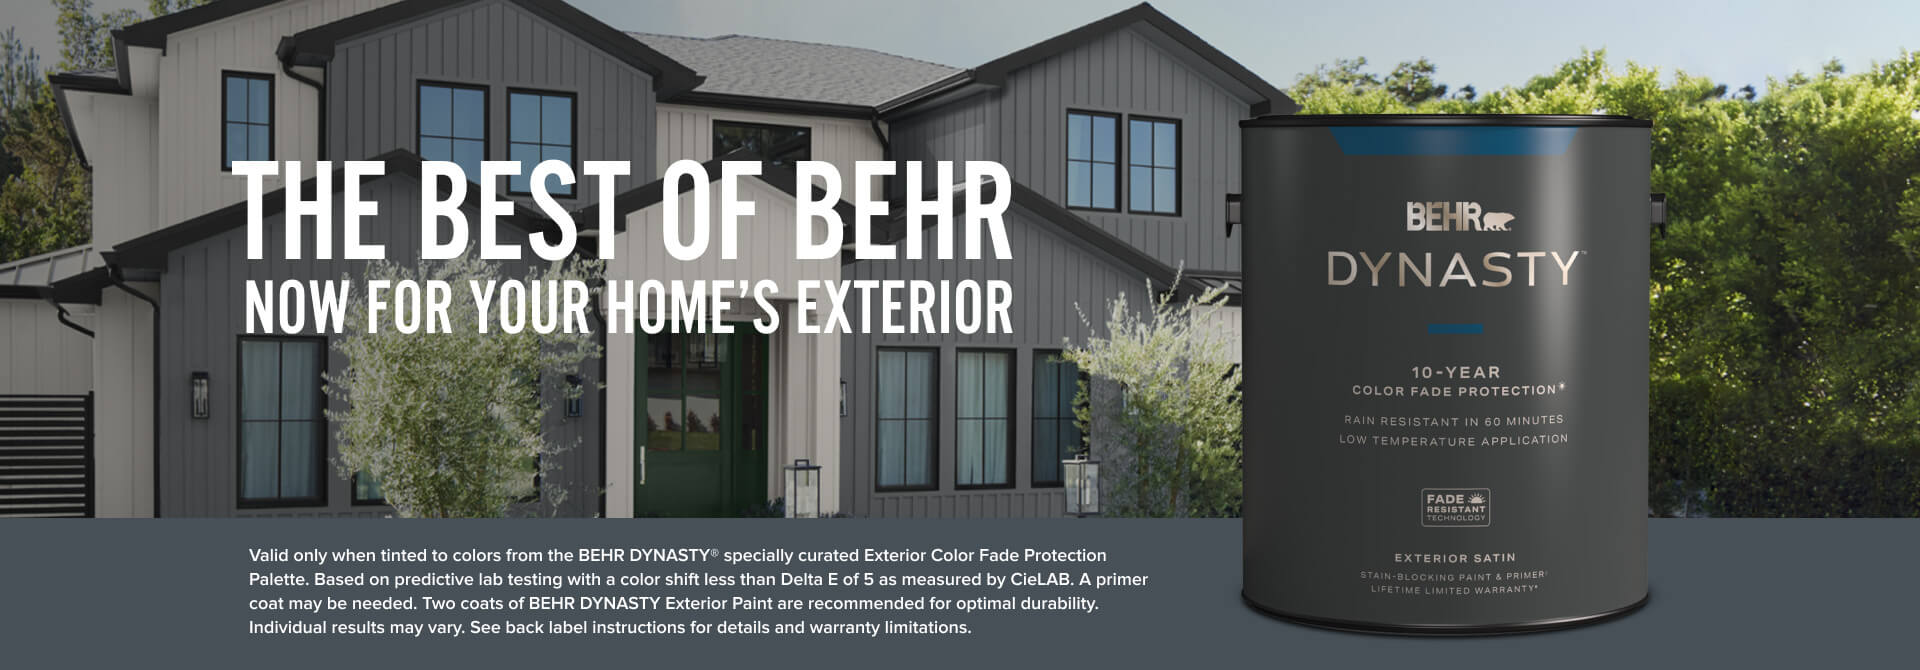 THE BEST OF BEHR
NOW FOR YOUR HOME'S EXTERIOR
BEHR
DYNASTY™
10-YEAR
COLOR FADE PROTECTION*
RAIN RESISTANT IN 60 MINUTES
LOW TEMPERATURE APPLICATION
FADE
RESISTANT
TECHNOLOGY
EXTERIOR SATIN
STAIN-BLOCKING PAINT & PRIMER
LIFETIME LIMITED WARRANTY
Valid only when tinted to colors from the BEHR DYNASTY® specially curated Exterior Color Fade Protection
Palette. Based on predictive lab testing with a color shift less than Delta E of 5 as measured by CieLAB. A primer
coat may be needed. Two coats of BEHR DYNASTY Exterior Paint are recommended for optimal durability.
Individual results may vary. See back label instructions for details and warranty limitations.